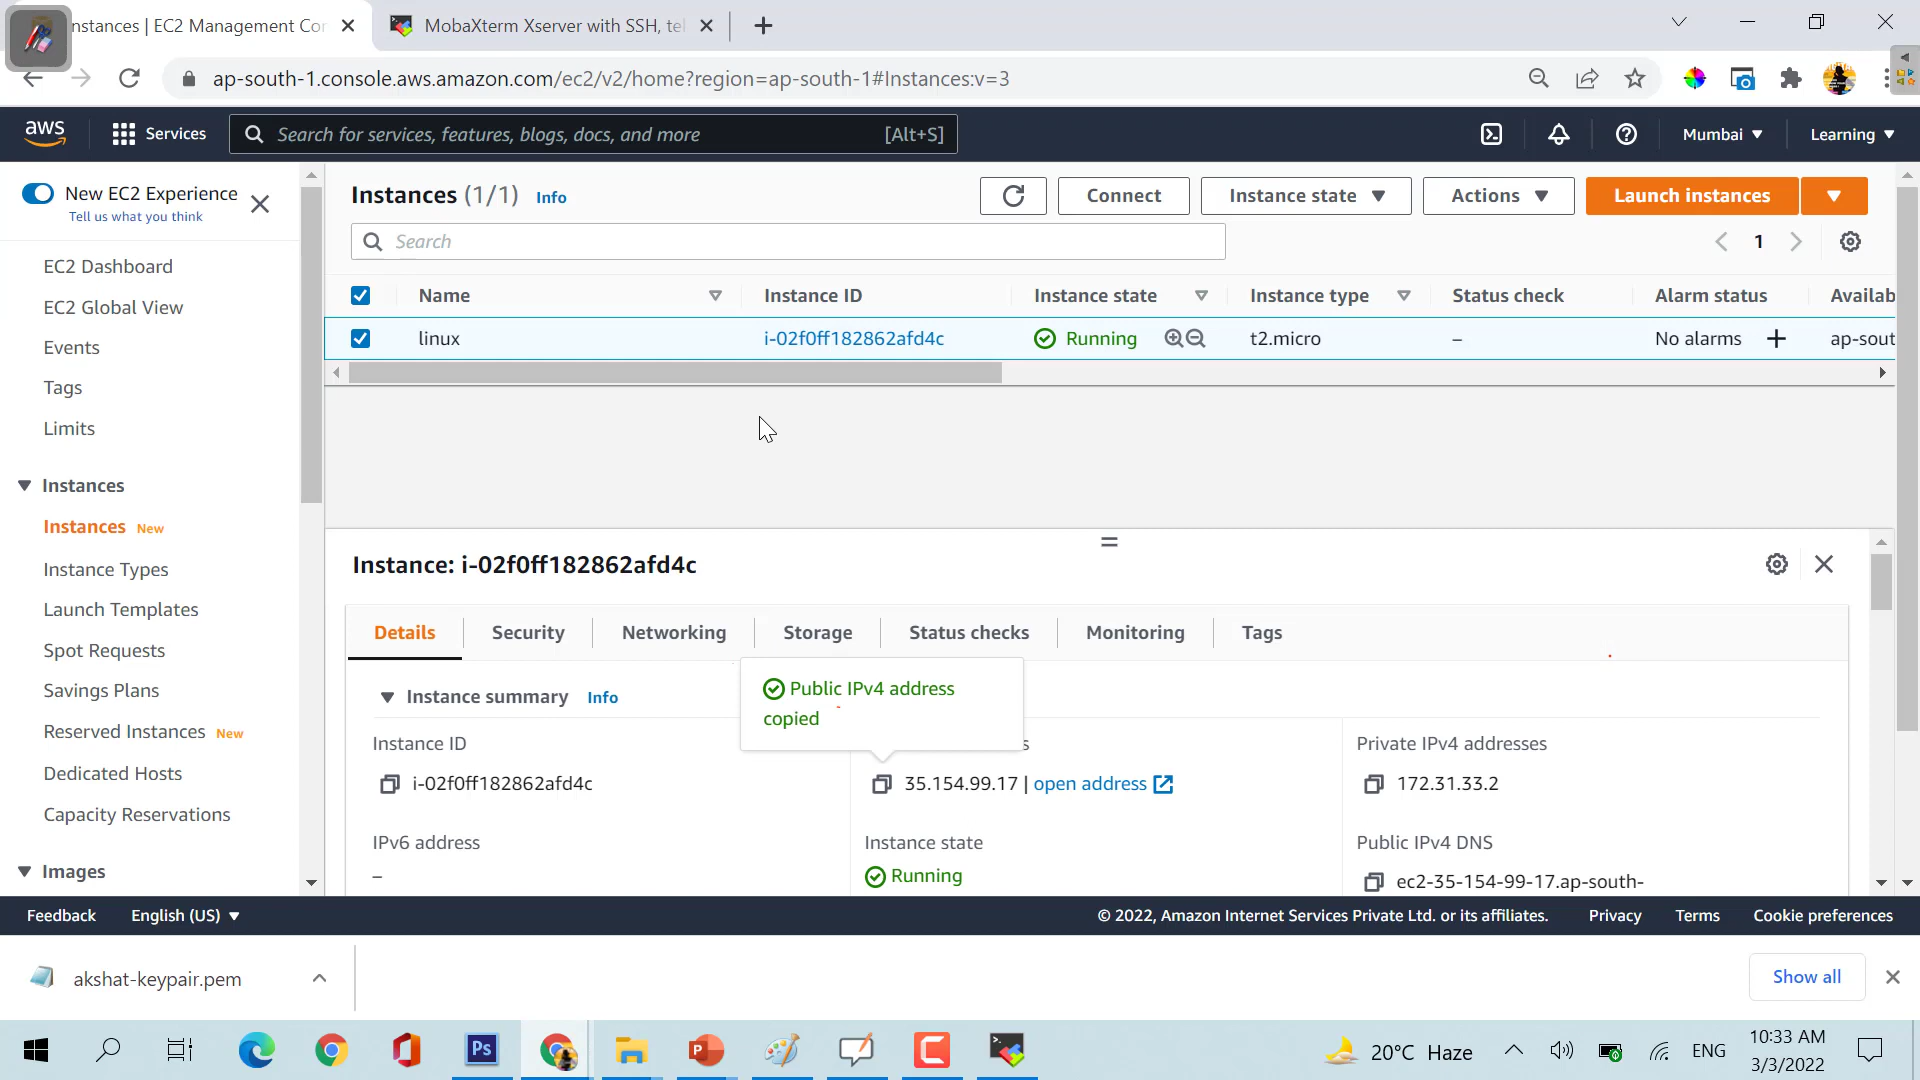 nstances | EC2 Management Cor
MobaXterm Xserver with SSH, tel
ap-south-1.console.aws.amazon.com/ec2/v2/home?region=ap-south-1#Instances:v=3
aws
Services
Search for services, features, blogs, docs, and more
[Alt+S]
Mumbai
Learning
New EC2 Experience
Tell us what you think
EC2 Dashboard
EC2 Global View
Events
Tags
Limits
Instances
Instances New
Instance Types
Launch Templates
Spot Requests
Savings Plans
Reserved Instances New
Dedicated Hosts
Capacity Reservations
Images
Instances (1/1) Info
Connect
Instance state
Actions
Launch instances
Search
1
Name Instance ID Instance state Instance type Status check Alarm status Availab
linux i-02f0ff182862afd4c Running t2.micro – No alarms + ap-sout
Instance: i-02f0ff182862afd4c
Details Security Networking Storage Status checks Monitoring Tags
Instance summary Info
Public IPv4 address
copied
Instance ID
i-02f0ff182862afd4c
s
35.154.99.17 | open address
Private IPv4 addresses
172.31.33.2
IPv6 address
–
Instance state
Running
Public IPv4 DNS
ec2-35-154-99-17.ap-south-
Feedback
English (US)
© 2022, Amazon Internet Services Private Ltd. or its affiliates.
Privacy
Terms
Cookie preferences
akshat-keypair.pem
Show all
Ps
20°C Haze
ENG
10:33 AM
3/3/2022